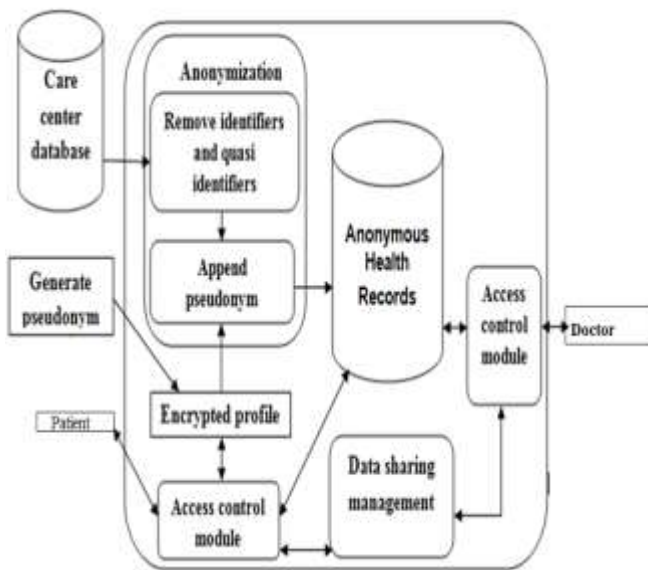 Care
center
database
Anonymization
Remove identifiers
and quasi
identifiers
Append
pseudonym
Generate
pseudonym
Anonymous
Health
Records
Access
control
module
Doctor
Encrypted profile
Patient
Access control
module
Data sharing
management